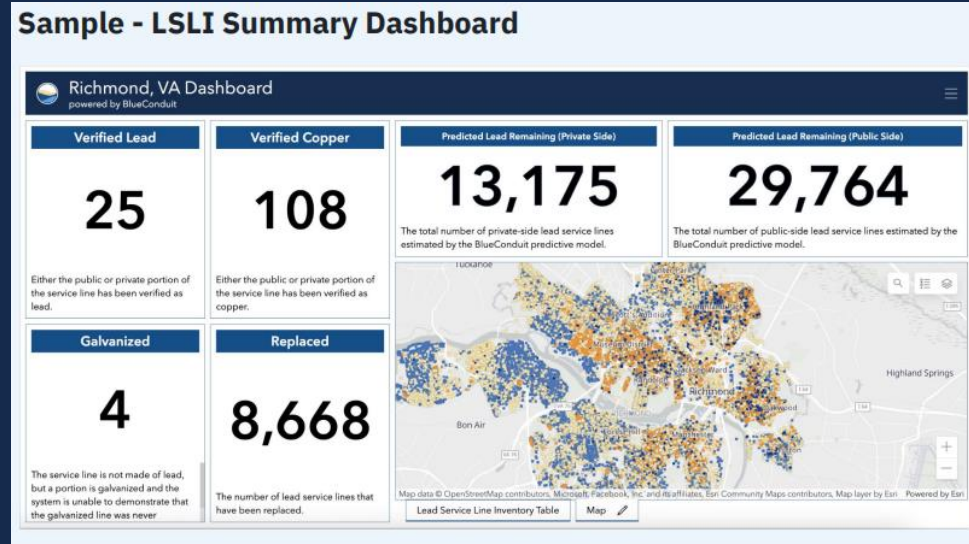 Sample - LSLI Summary Dashboard
Richmond, VA Dashboard
powered by BlueConduit
Verified Lead
25
Either the public or private portion of
the service line has been verified as
lead.
Verified Copper
108
Either the public or private portion of
the service line has been verified as
copper.
Predicted Lead Remaining (Private Side)
13,175
The total number of private-side lead service lines
estimated by the BlueConduit predictive model.
Predicted Lead Remaining (Public Side)
29,764
The total number of public-side lead service lines estimated by the
BlueConduit predictive model.
Galvanized
4
The service line is not made of lead,
but a portion is galvanized and the
system is unable to demonstrate that
the galvanized line was never
Replaced
8,668
The number of lead service lines that
have been replaced.
Tuckahoe
Museum District
Jackson Ward
Richmond
Highland Springs
Bon Air
Manchester
Map data © OpenStreetMap contributors, Microsoft, Facebook, Inc. and its affiliates, Esri Community Maps contributors, Map layer by Esri
Powered by Esri
Lead Service Line Inventory Table
Map